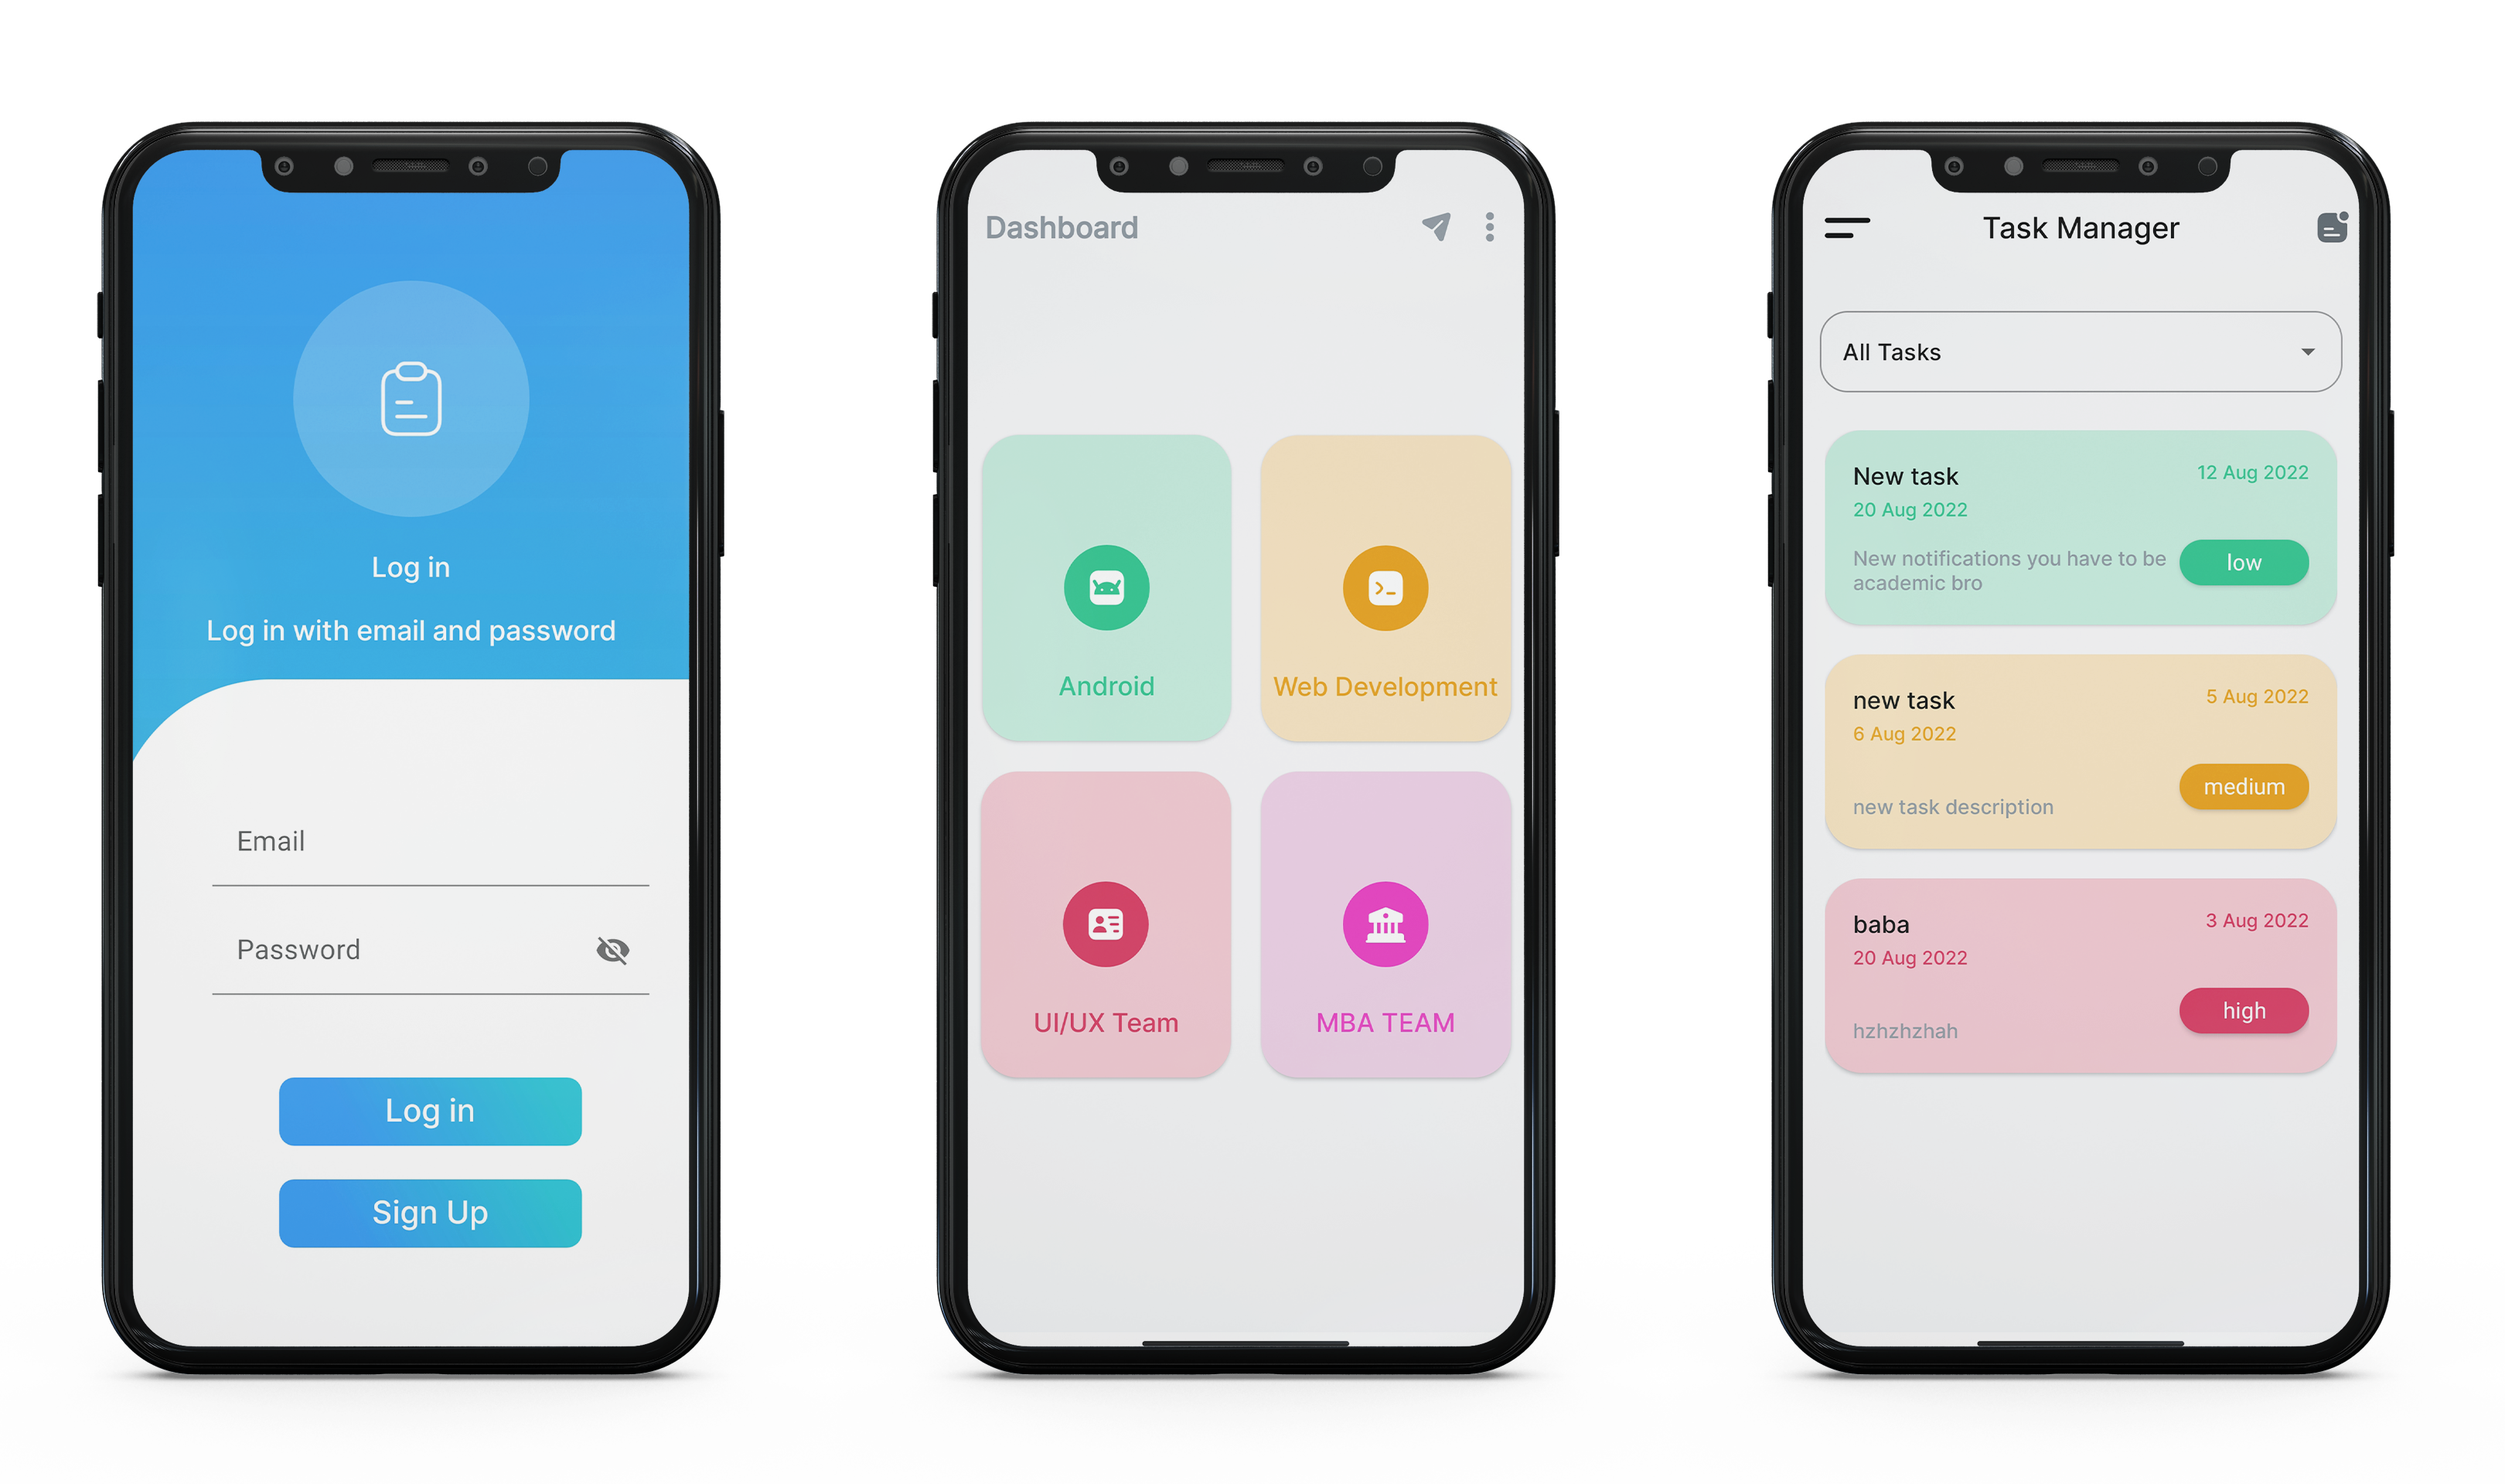 Log in
Log in with email and password
Email
Password
Log in
Sign Up
Dashboard
Android
Web Development
UI/UX Team
MBA TEAM
Task Manager
All Tasks
New task
12 Aug 2022
20 Aug 2022
New notifications you have to be
academic bro
low
new task
5 Aug 2022
6 Aug 2022
medium
new task description
baba
3 Aug 2022
20 Aug 2022
high
hzhzhzhah